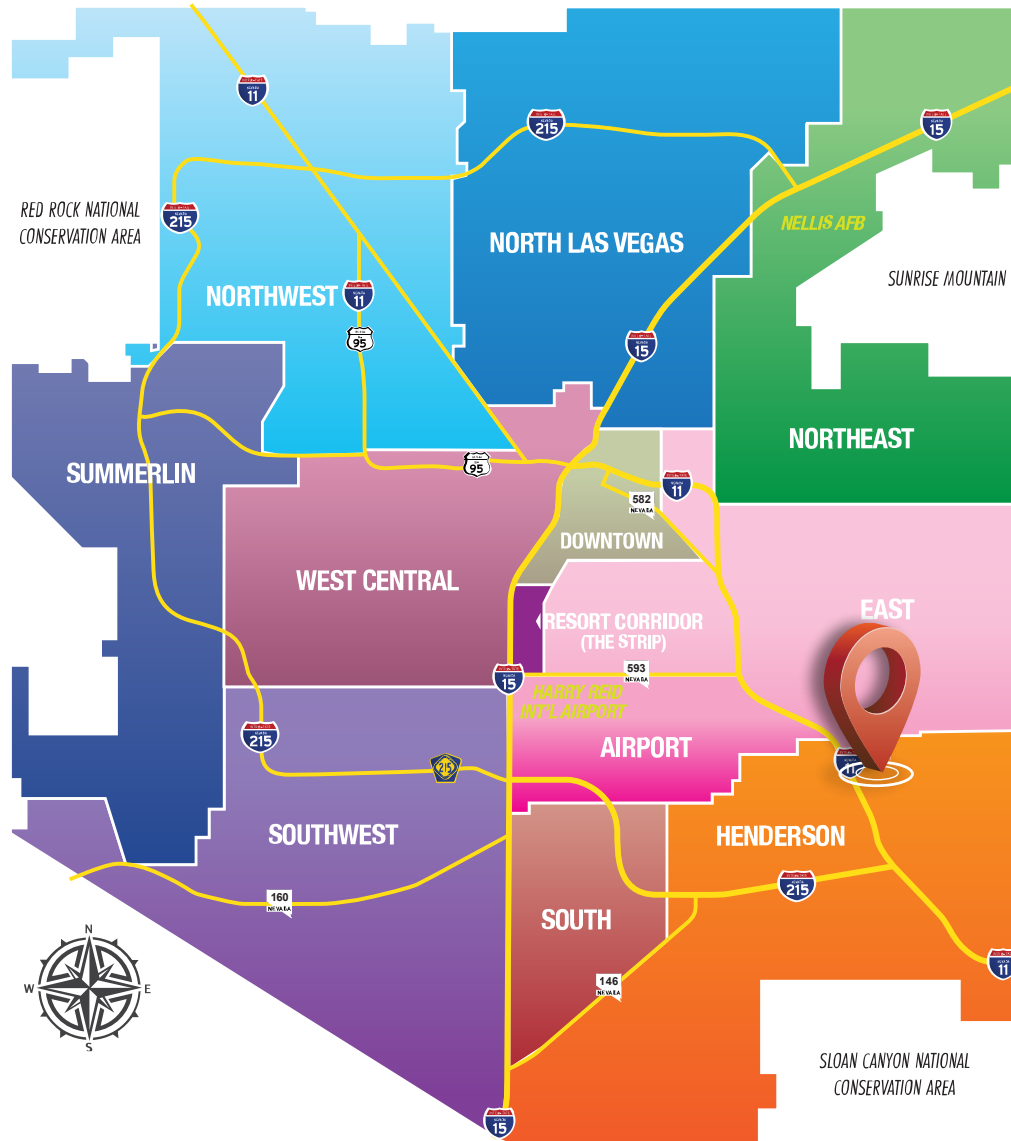 11
215
15
RED ROCK NATIONAL
CONSERVATION AREA
215
NELLIS AFB
NORTH LAS VEGAS
SUNRISE MOUNTAIN
NORTHWEST
11
95
15
NORTHEAST
SUMMERLIN
95
11
582
NEVADA
DOWNTOWN
WEST CENTRAL
EAST
RESORT CORRIDOR
(THE STRIP)
593
NEVADA
15
HARRY REID
INT'L AIRPORT
215
AIRPORT
11
215
SOUTHWEST
HENDERSON
215
160
NEVADA
SOUTH
N
W E
S
146
NEVADA
11
SLOAN CANYON NATIONAL
CONSERVATION AREA
15